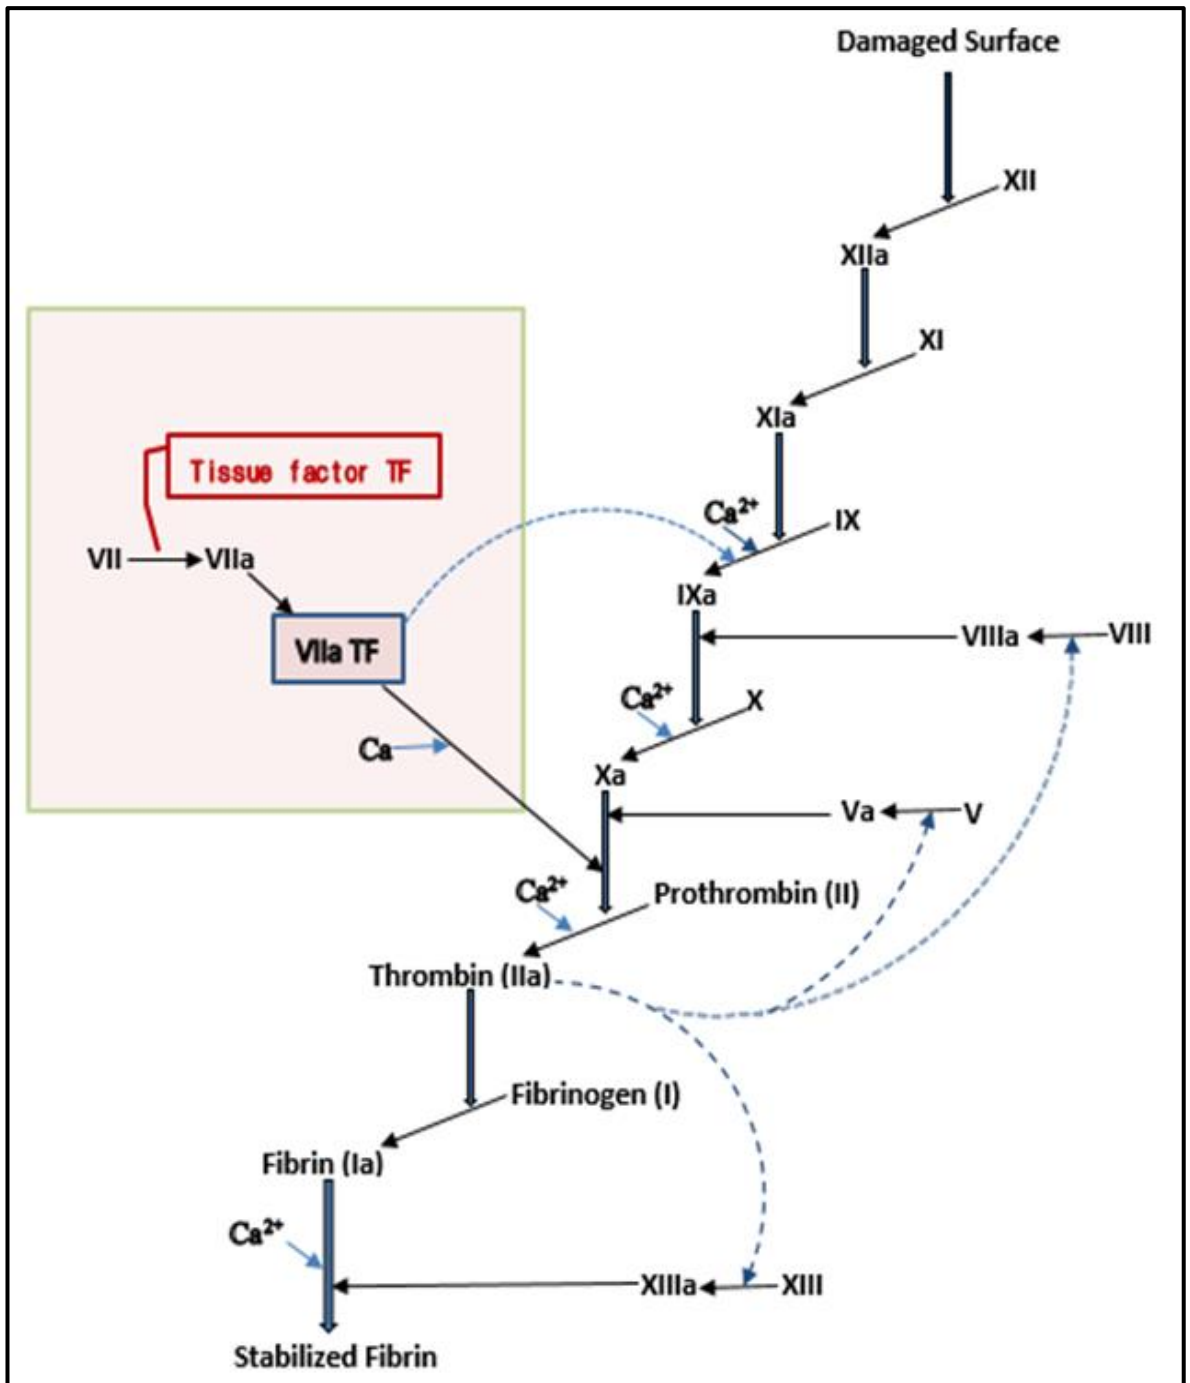 Damaged Surface
XII
XIIa
XI
XIa
Tissue factor TF
Ca²⁺
IX
VII
VIIa
IXa
VIIIa
VIII
VIIa TF
Ca²⁺
X
Ca
Xa
Va
V
Ca²⁺
Prothrombin (II)
Thrombin (IIa)
Fibrinogen (I)
Fibrin (Ia)
Ca²⁺
XIIIa
XIII
Stabilized Fibrin